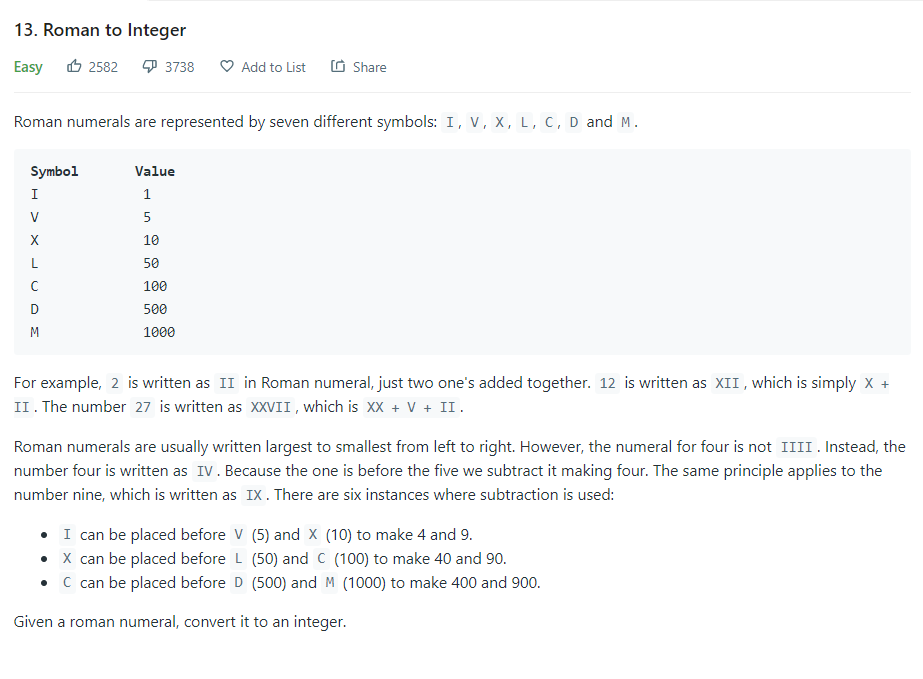 13. Roman to Integer
Easy 2582 3738 Add to List Share
Roman numerals are represented by seven different symbols: I, V, X, L, C, D and M.
Symbol Value
I 1
V 5
X 10
L 50
C 100
D 500
M 1000
For example, 2 is written as II in Roman numeral, just two one's added together. 12 is written as XII, which is simply X +
II. The number 27 is written as XXVII, which is XX + V + II.
Roman numerals are usually written largest to smallest from left to right. However, the numeral for four is not IIII. Instead, the
number four is written as IV. Because the one is before the five we subtract it making four. The same principle applies to the
number nine, which is written as IX. There are six instances where subtraction is used:
• I can be placed before V (5) and X (10) to make 4 and 9.
• X can be placed before L (50) and C (100) to make 40 and 90.
• C can be placed before D (500) and M (1000) to make 400 and 900.
Given a roman numeral, convert it to an integer.